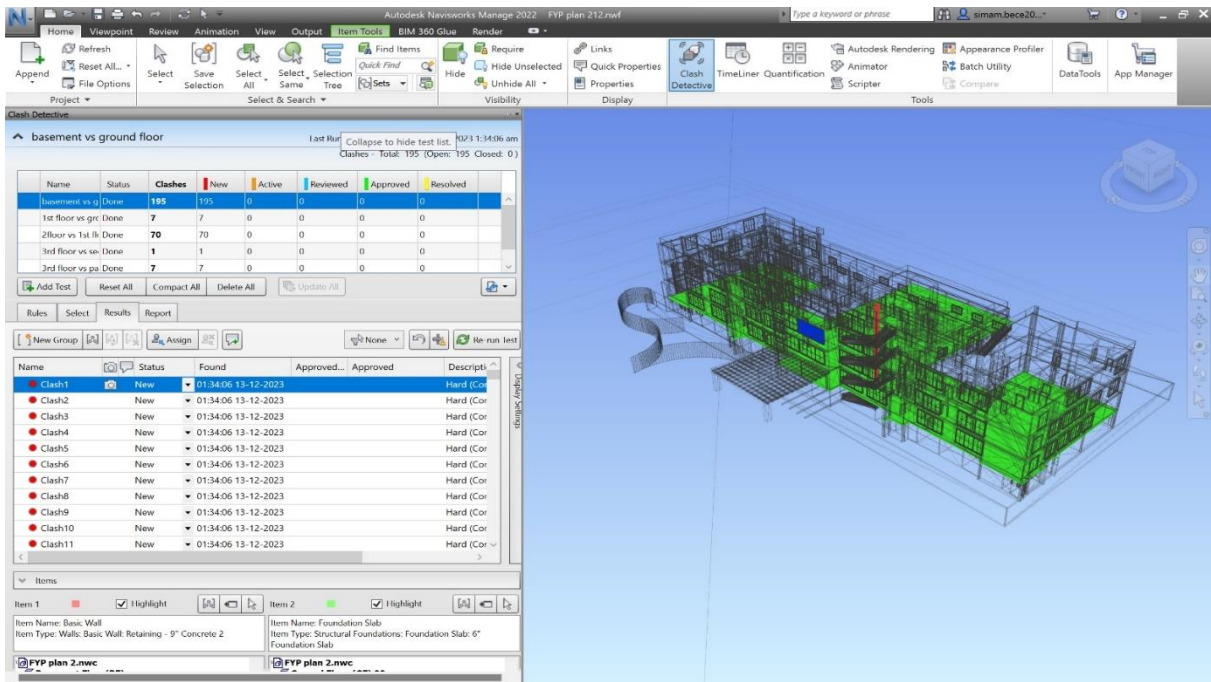 Autodesk Navisworks Manage 2022 FYP plan 212.nwf
Type a keyword or phrase
simam.bece20...
Home Viewpoint Review Animation View Output Item Tools BIM 360 Glue Render
Append
Refresh
Reset All...
File Options
Select
Save Selection
Select All
Select Same
Selection Tree
Find Items
Quick Find
Sets
Hide
Require
Hide Unselected
Unhide All
Links
Quick Properties
Properties
Clash Detective
TimeLiner
Quantification
Autodesk Rendering
Animator
Scripter
Appearance Profiler
Batch Utility
Compare
DataTools
App Manager
Project Select & Search Visibility Display Tools
Clash Detective
basement vs ground floor
Last Run
2023 1:34:06 am
Collapse to hide test list.
Clashes - Total: 195 (Open: 195 Closed: 0)
Name Status Clashes New Active Reviewed Approved Resolved
basement vs g Done 195 195 0 0 0 0
1st floor vs grc Done 7 7 0 0 0 0
2floor vs 1st flc Done 70 70 0 0 0 0
3rd floor vs se Done 1 1 0 0 0 0
3rd floor vs pa Done 7 7 0 0 0 0
Add Test Reset All Compact All Delete All Update All
Rules Select Results Report
New Group Assign None Re-run Test
Name Status Found Approved... Approved Descripti
Clash1 New 01:34:06 13-12-2023 Hard (Cor
Clash2 New 01:34:06 13-12-2023 Hard (Cor
Clash3 New 01:34:06 13-12-2023 Hard (Cor
Clash4 New 01:34:06 13-12-2023 Hard (Cor
Clash5 New 01:34:06 13-12-2023 Hard (Cor
Clash6 New 01:34:06 13-12-2023 Hard (Cor
Clash7 New 01:34:06 13-12-2023 Hard (Cor
Clash8 New 01:34:06 13-12-2023 Hard (Cor
Clash9 New 01:34:06 13-12-2023 Hard (Cor
Clash10 New 01:34:06 13-12-2023 Hard (Cor
Clash11 New 01:34:06 13-12-2023 Hard (Cor
Display Settings
Items
Item 1 Highlight
Item 2 Highlight
Item Name: Basic Wall
Item Type: Walls: Basic Wall: Retaining - 9" Concrete 2
Item Name: Foundation Slab
Item Type: Structural Foundations: Foundation Slab: 6"
Foundation Slab
FYP plan 2.nwc
FYP plan 2.nwc